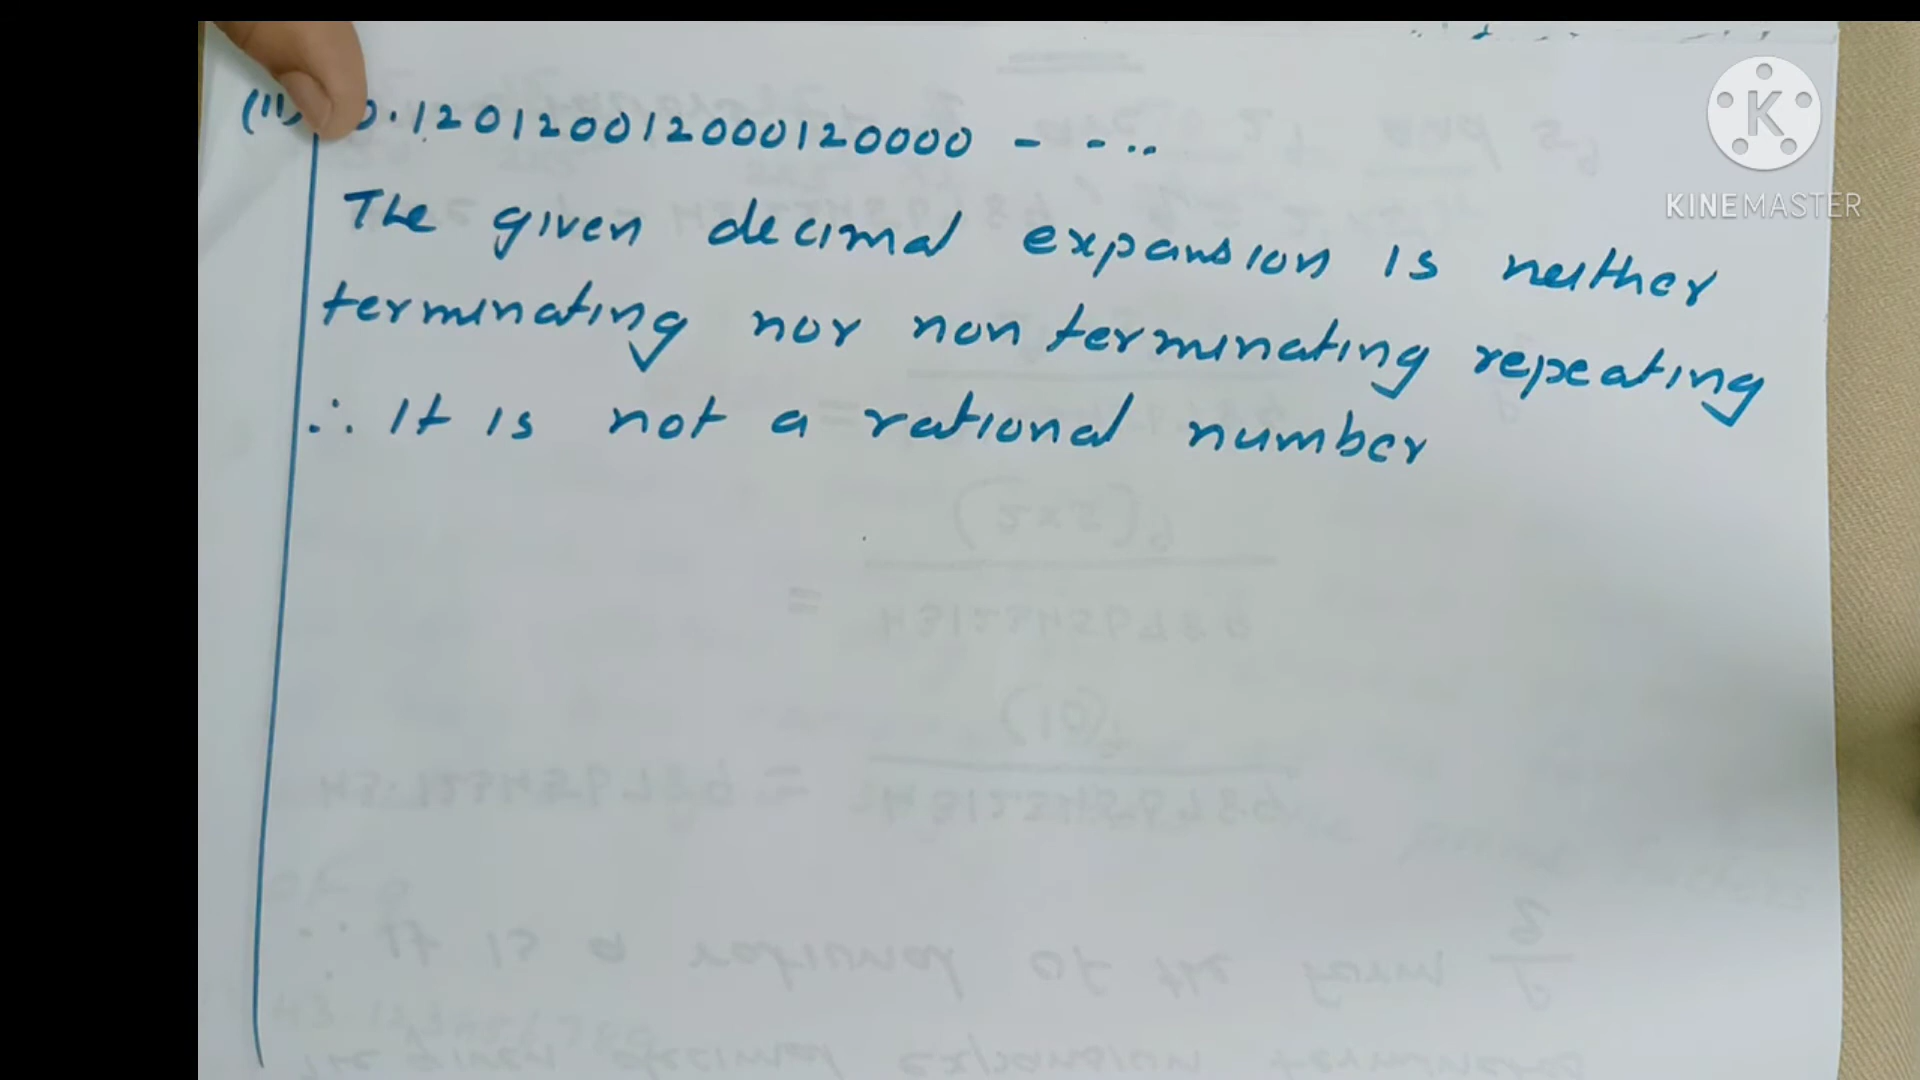 (11) 0.120120012000120000 - - ..
The given decimal expansion is neither
terminating nor non terminating repeating
∴ It is not a rational number
K
KINEMASTER